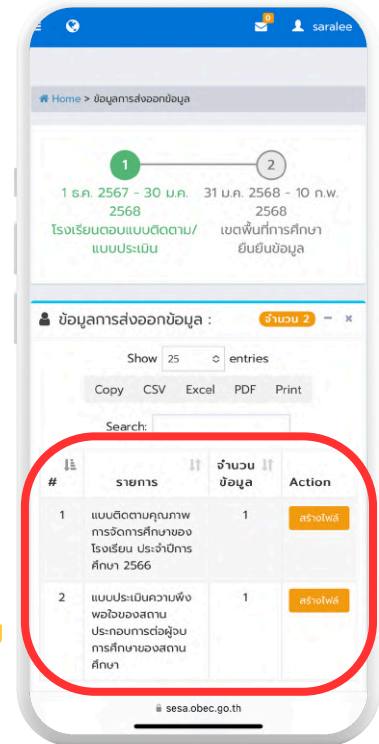 0
saralee
Home > ข้อมูลการส่งออกข้อมูล
1
2
1 ธ.ค. 2567 - 30 ม.ค. 2568
31 ม.ค. 2568 - 10 ก.พ. 2568
โรงเรียนตอบแบบติดตาม/
แบบประเมิน
เขตพื้นที่การศึกษา
ยืนยันข้อมูล
ข้อมูลการส่งออกข้อมูล :
จำนวน 2
Show 25 entries
Copy CSV Excel PDF Print
Search:
# รายการ จำนวน ข้อมูล Action
1
แบบติดตามคุณภาพ
การจัดการศึกษาของ
โรงเรียน ประจำปีการ
ศึกษา 2566
1
สร้างไฟล์
2
แบบประเมินความพึง
พอใจของสถาน
ประกอบการต่อผู้จบ
การศึกษาของสถาน
ศึกษา
1
สร้างไฟล์
sesa.obec.go.th